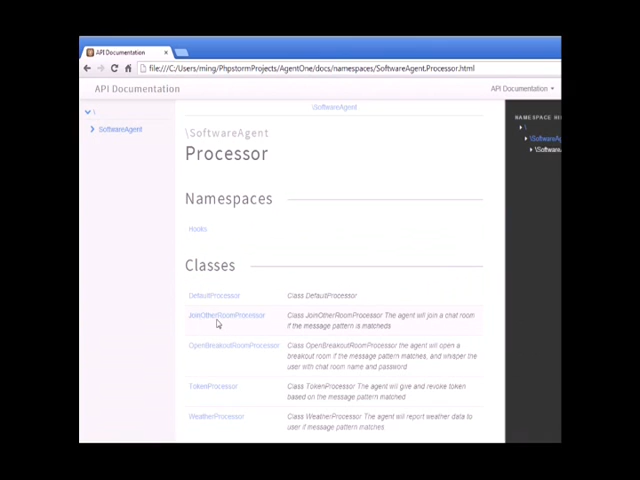 API Documentation
file:///C:/Users/ming/PhpstormProjects/AgentOne/docs/namespaces/SoftwareAgent.Processor.html
API Documentation
API Documentation
\
SoftwareAgent
\SoftwareAgent
\SoftwareAgent
Processor
Namespaces
Hooks
Classes
DefaultProcessor
Class DefaultProcessor
JoinOtherRoomProcessor
Class JoinOtherRoomProcessor The agent will join a chat room
if the message pattern is matcheds
OpenBreakoutRoomProcessor
Class OpenBreakoutRoomProcessor the agent will open a
breakout room if the message pattern matches, and whisper the
user with chat room name and password
TokenProcessor
Class TokenProcessor The agent will give and revoke token
based on the message pattern matched
WeatherProcessor
Class WeatherProcessor The agent will report weather data to
user if message pattern matches
NAMESPACE HI
\
\SoftwareAg
\Software